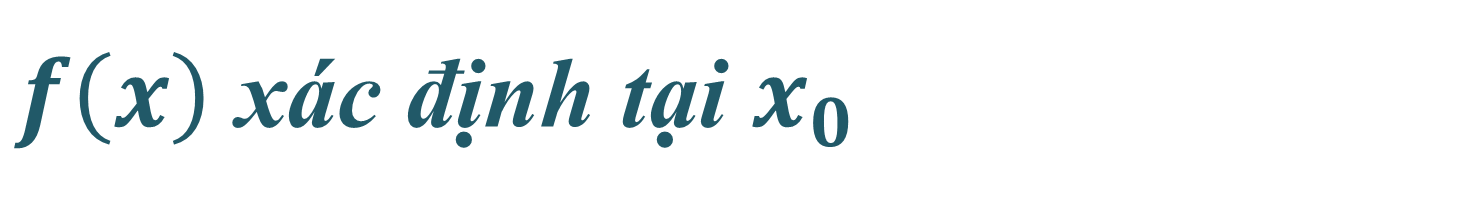 f(x) xác định tại x₀